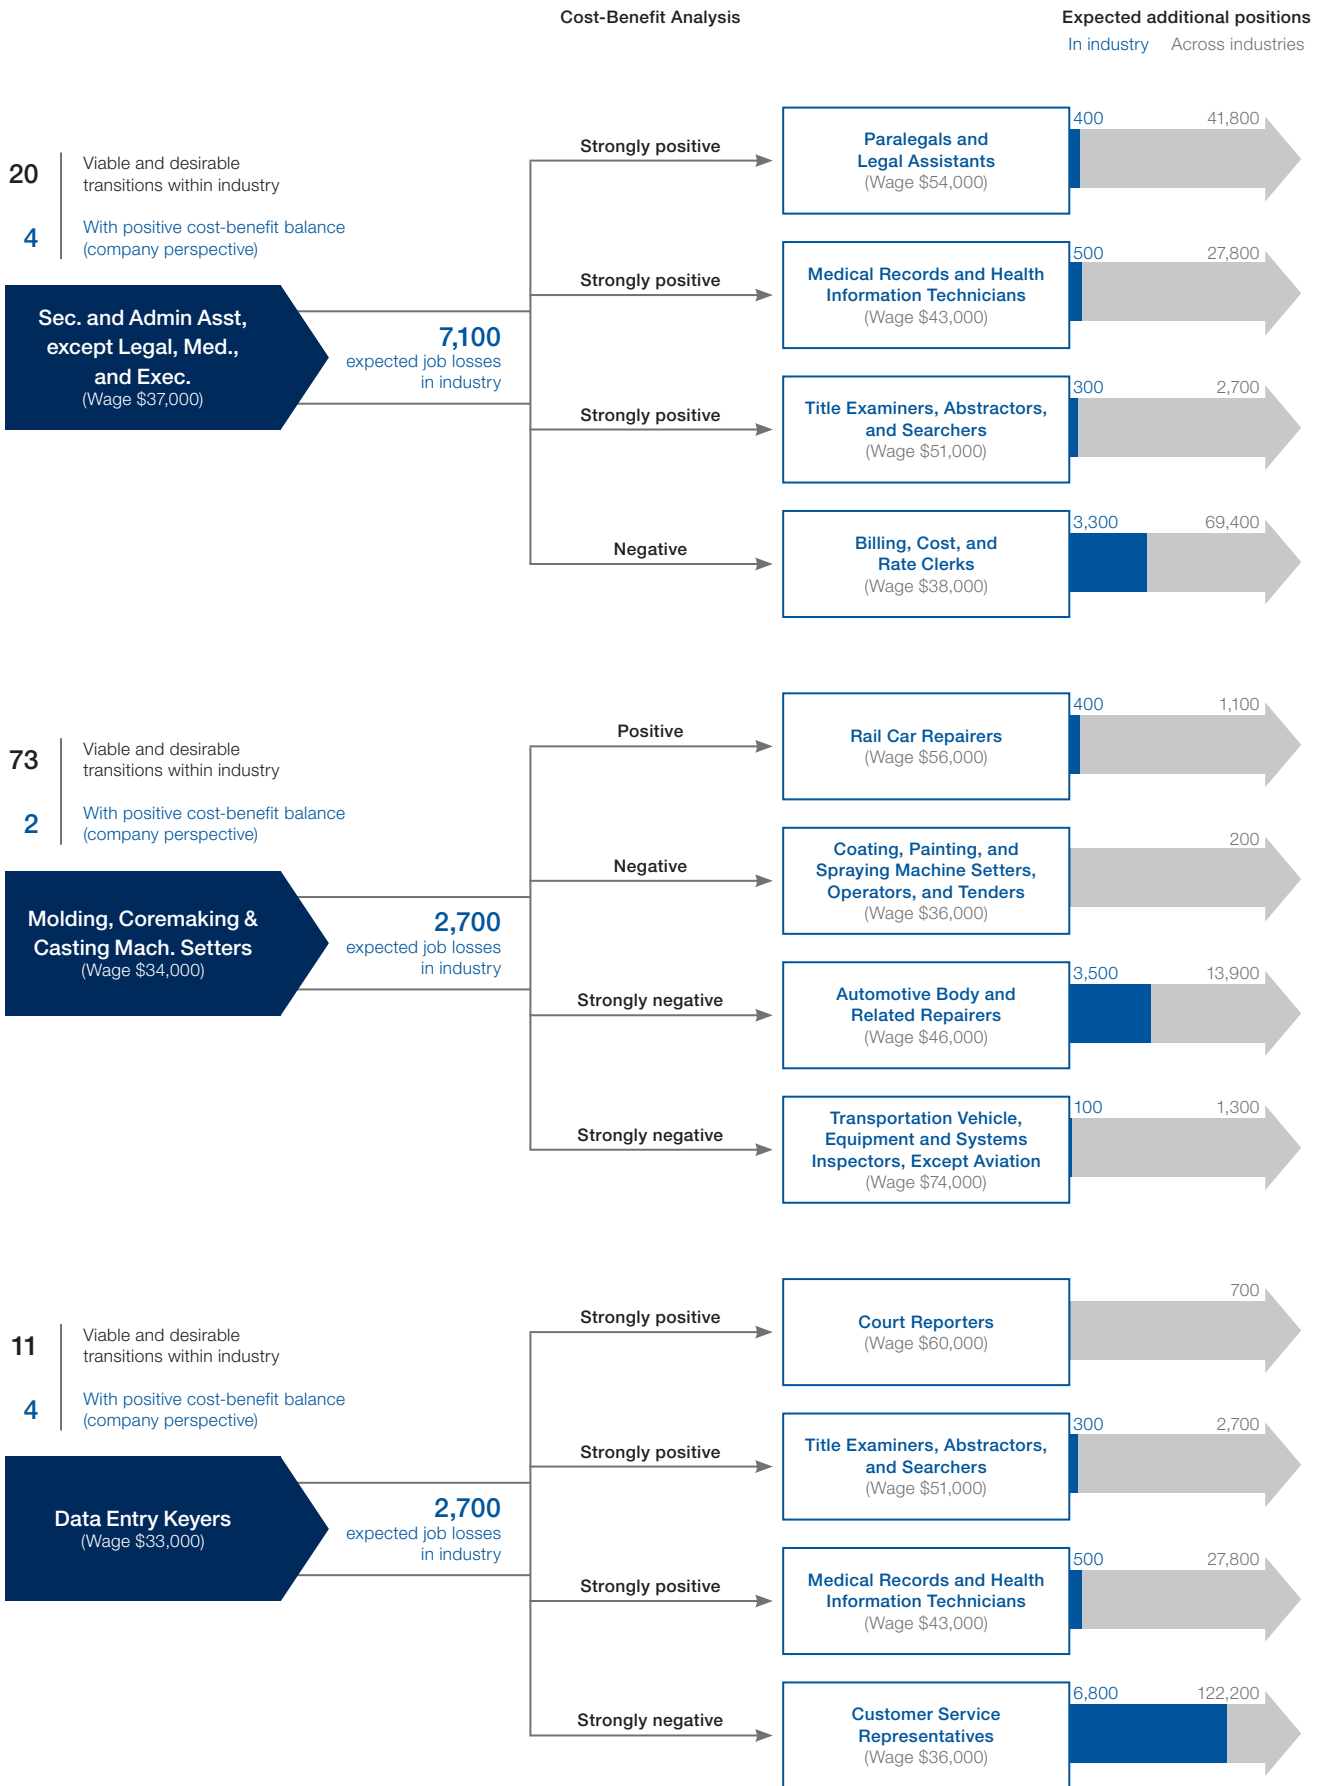 Cost-Benefit Analysis
Expected additional positions
In industry Across industries
20
Viable and desirable
transitions within industry
4
With positive cost-benefit balance
(company perspective)
Sec. and Admin Asst,
except Legal, Med.,
and Exec.
(Wage $37,000)
7,100
expected job losses
in industry
Strongly positive
Paralegals and
Legal Assistants
(Wage $54,000)
400
41,800
Strongly positive
Medical Records and Health
Information Technicians
(Wage $43,000)
500
27,800
Strongly positive
Title Examiners, Abstractors,
and Searchers
(Wage $51,000)
300
2,700
Negative
Billing, Cost, and
Rate Clerks
(Wage $38,000)
3,300
69,400
73
Viable and desirable
transitions within industry
2
With positive cost-benefit balance
(company perspective)
Molding, Coremaking &
Casting Mach. Setters
(Wage $34,000)
2,700
expected job losses
in industry
Positive
Rail Car Repairers
(Wage $56,000)
400
1,100
Negative
Coating, Painting, and
Spraying Machine Setters,
Operators, and Tenders
(Wage $36,000)
200
Strongly negative
Automotive Body and
Related Repairers
(Wage $46,000)
3,500
13,900
Strongly negative
Transportation Vehicle,
Equipment and Systems
Inspectors, Except Aviation
(Wage $74,000)
100
1,300
11
Viable and desirable
transitions within industry
4
With positive cost-benefit balance
(company perspective)
Data Entry Keyers
(Wage $33,000)
2,700
expected job losses
in industry
Strongly positive
Court Reporters
(Wage $60,000)
700
Strongly positive
Title Examiners, Abstractors,
and Searchers
(Wage $51,000)
300
2,700
Strongly positive
Medical Records and Health
Information Technicians
(Wage $43,000)
500
27,800
Strongly negative
Customer Service
Representatives
(Wage $36,000)
6,800
122,200